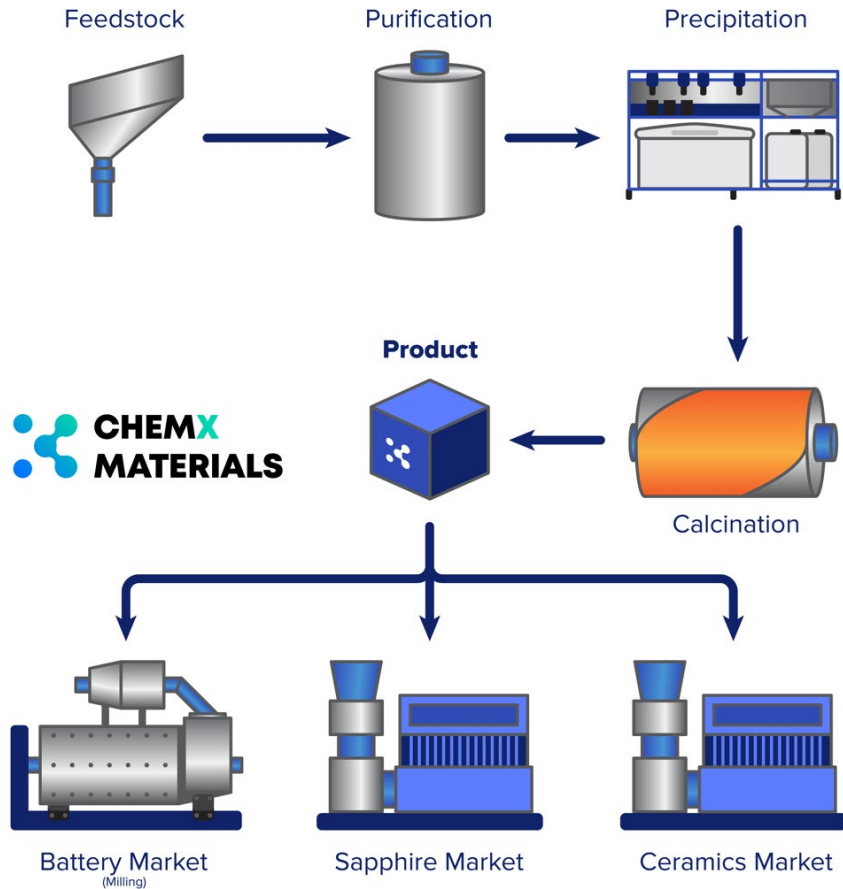 Feedstock
Purification
Precipitation
Product
CHEMX
MATERIALS
Calcination
Battery Market
(Milling)
Sapphire Market
Ceramics Market